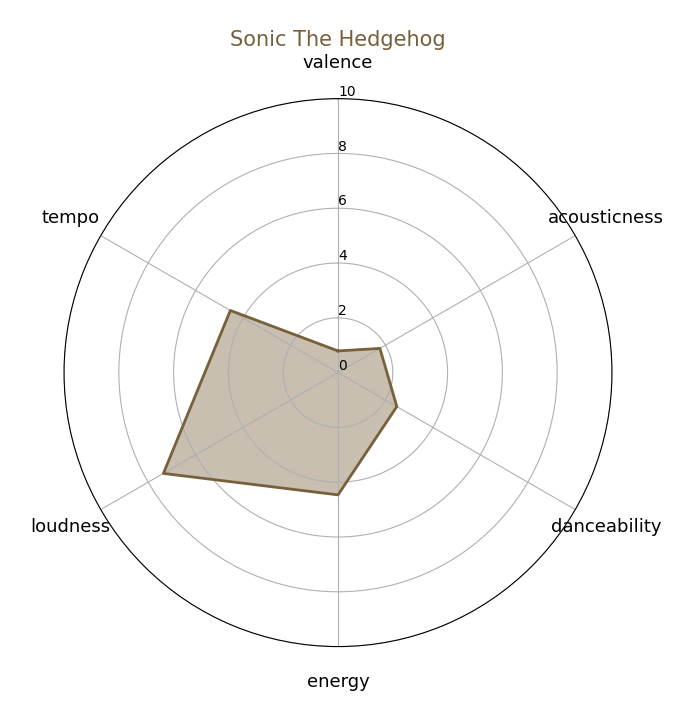 Sonic The Hedgehog
valence
10
8
tempo
6
acousticness
4
2
0
loudness
danceability
energy